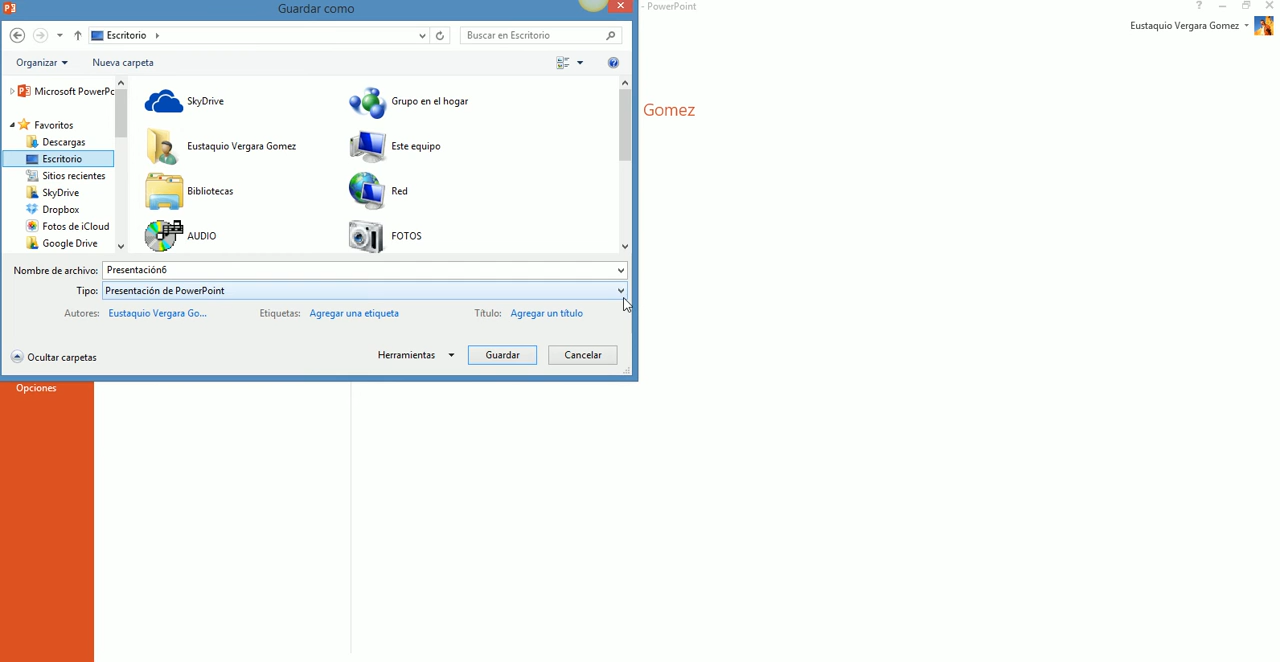 Guardar como
- PowerPoint
Eustaquio Vergara Gomez
Escritorio
Buscar en Escritorio
Organizar
Nueva carpeta
Microsoft PowerPo
Favoritos
Descargas
Escritorio
Sitios recientes
SkyDrive
Dropbox
Fotos de iCloud
Google Drive
SkyDrive
Grupo en el hogar
Eustaquio Vergara Gomez
Este equipo
Bibliotecas
Red
AUDIO
FOTOS
Gomez
Nombre de archivo: Presentación6
Tipo: Presentación de PowerPoint
Autores: Eustaquio Vergara Go...
Etiquetas: Agregar una etiqueta
Título: Agregar un título
Ocultar carpetas
Herramientas
Guardar
Cancelar
Opciones